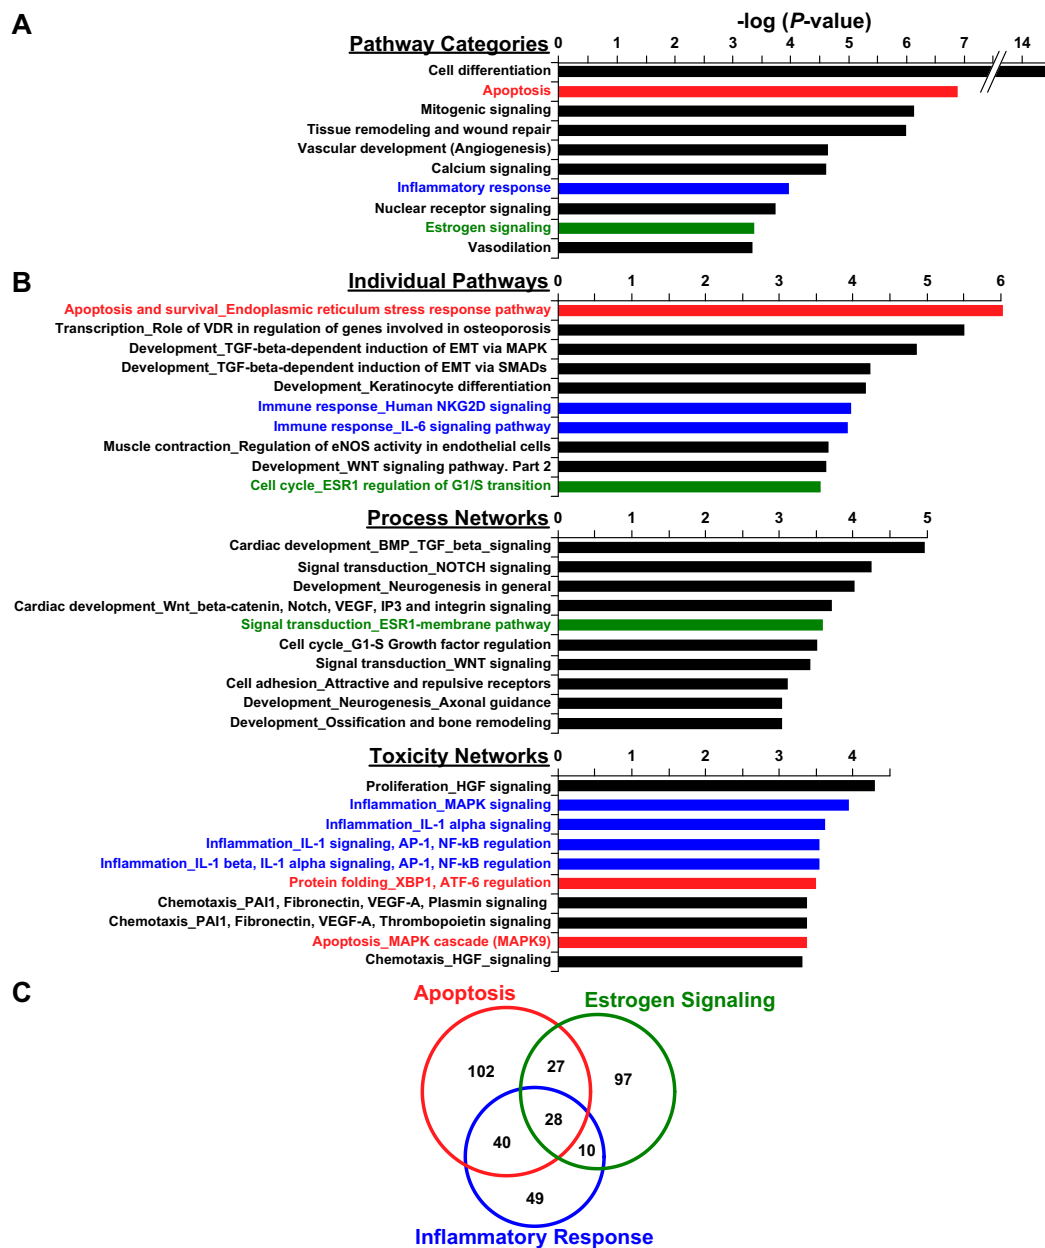 A
-log (P-value)
Pathway Categories 0 1 2 3 4 5 6 7 14
Cell differentiation
Apoptosis
Mitogenic signaling
Tissue remodeling and wound repair
Vascular development (Angiogenesis)
Calcium signaling
Inflammatory response
Nuclear receptor signaling
Estrogen signaling
Vasodilation
B
Individual Pathways 0 1 2 3 4 5 6
Apoptosis and survival_Endoplasmic reticulum stress response pathway
Transcription_Role of VDR in regulation of genes involved in osteoporosis
Development_TGF-beta-dependent induction of EMT via MAPK
Development_TGF-beta-dependent induction of EMT via SMADs
Development_Keratinocyte differentiation
Immune response_Human NKG2D signaling
Immune response_IL-6 signaling pathway
Muscle contraction_Regulation of eNOS activity in endothelial cells
Development_WNT signaling pathway. Part 2
Cell cycle_ESR1 regulation of G1/S transition
Process Networks 0 1 2 3 4 5
Cardiac development_BMP_TGF_beta_signaling
Signal transduction_NOTCH signaling
Development_Neurogenesis in general
Cardiac development_Wnt_beta-catenin, Notch, VEGF, IP3 and integrin signaling
Signal transduction_ESR1-membrane pathway
Cell cycle_G1-S Growth factor regulation
Signal transduction_WNT signaling
Cell adhesion_Attractive and repulsive receptors
Development_Neurogenesis_Axonal guidance
Development_Ossification and bone remodeling
Toxicity Networks 0 1 2 3 4
Proliferation_HGF signaling
Inflammation_MAPK signaling
Inflammation_IL-1 alpha signaling
Inflammation_IL-1 signaling, AP-1, NF-kB regulation
Inflammation_IL-1 beta, IL-1 alpha signaling, AP-1, NF-kB regulation
Protein folding_XBP1, ATF-6 regulation
Chemotaxis_PAI1, Fibronectin, VEGF-A, Plasmin signaling
Chemotaxis_PAI1, Fibronectin, VEGF-A, Thrombopoietin signaling
Apoptosis_MAPK cascade (MAPK9)
Chemotaxis_HGF_signaling
C
Apoptosis
Estrogen Signaling
102
27
97
28
40
10
49
Inflammatory Response